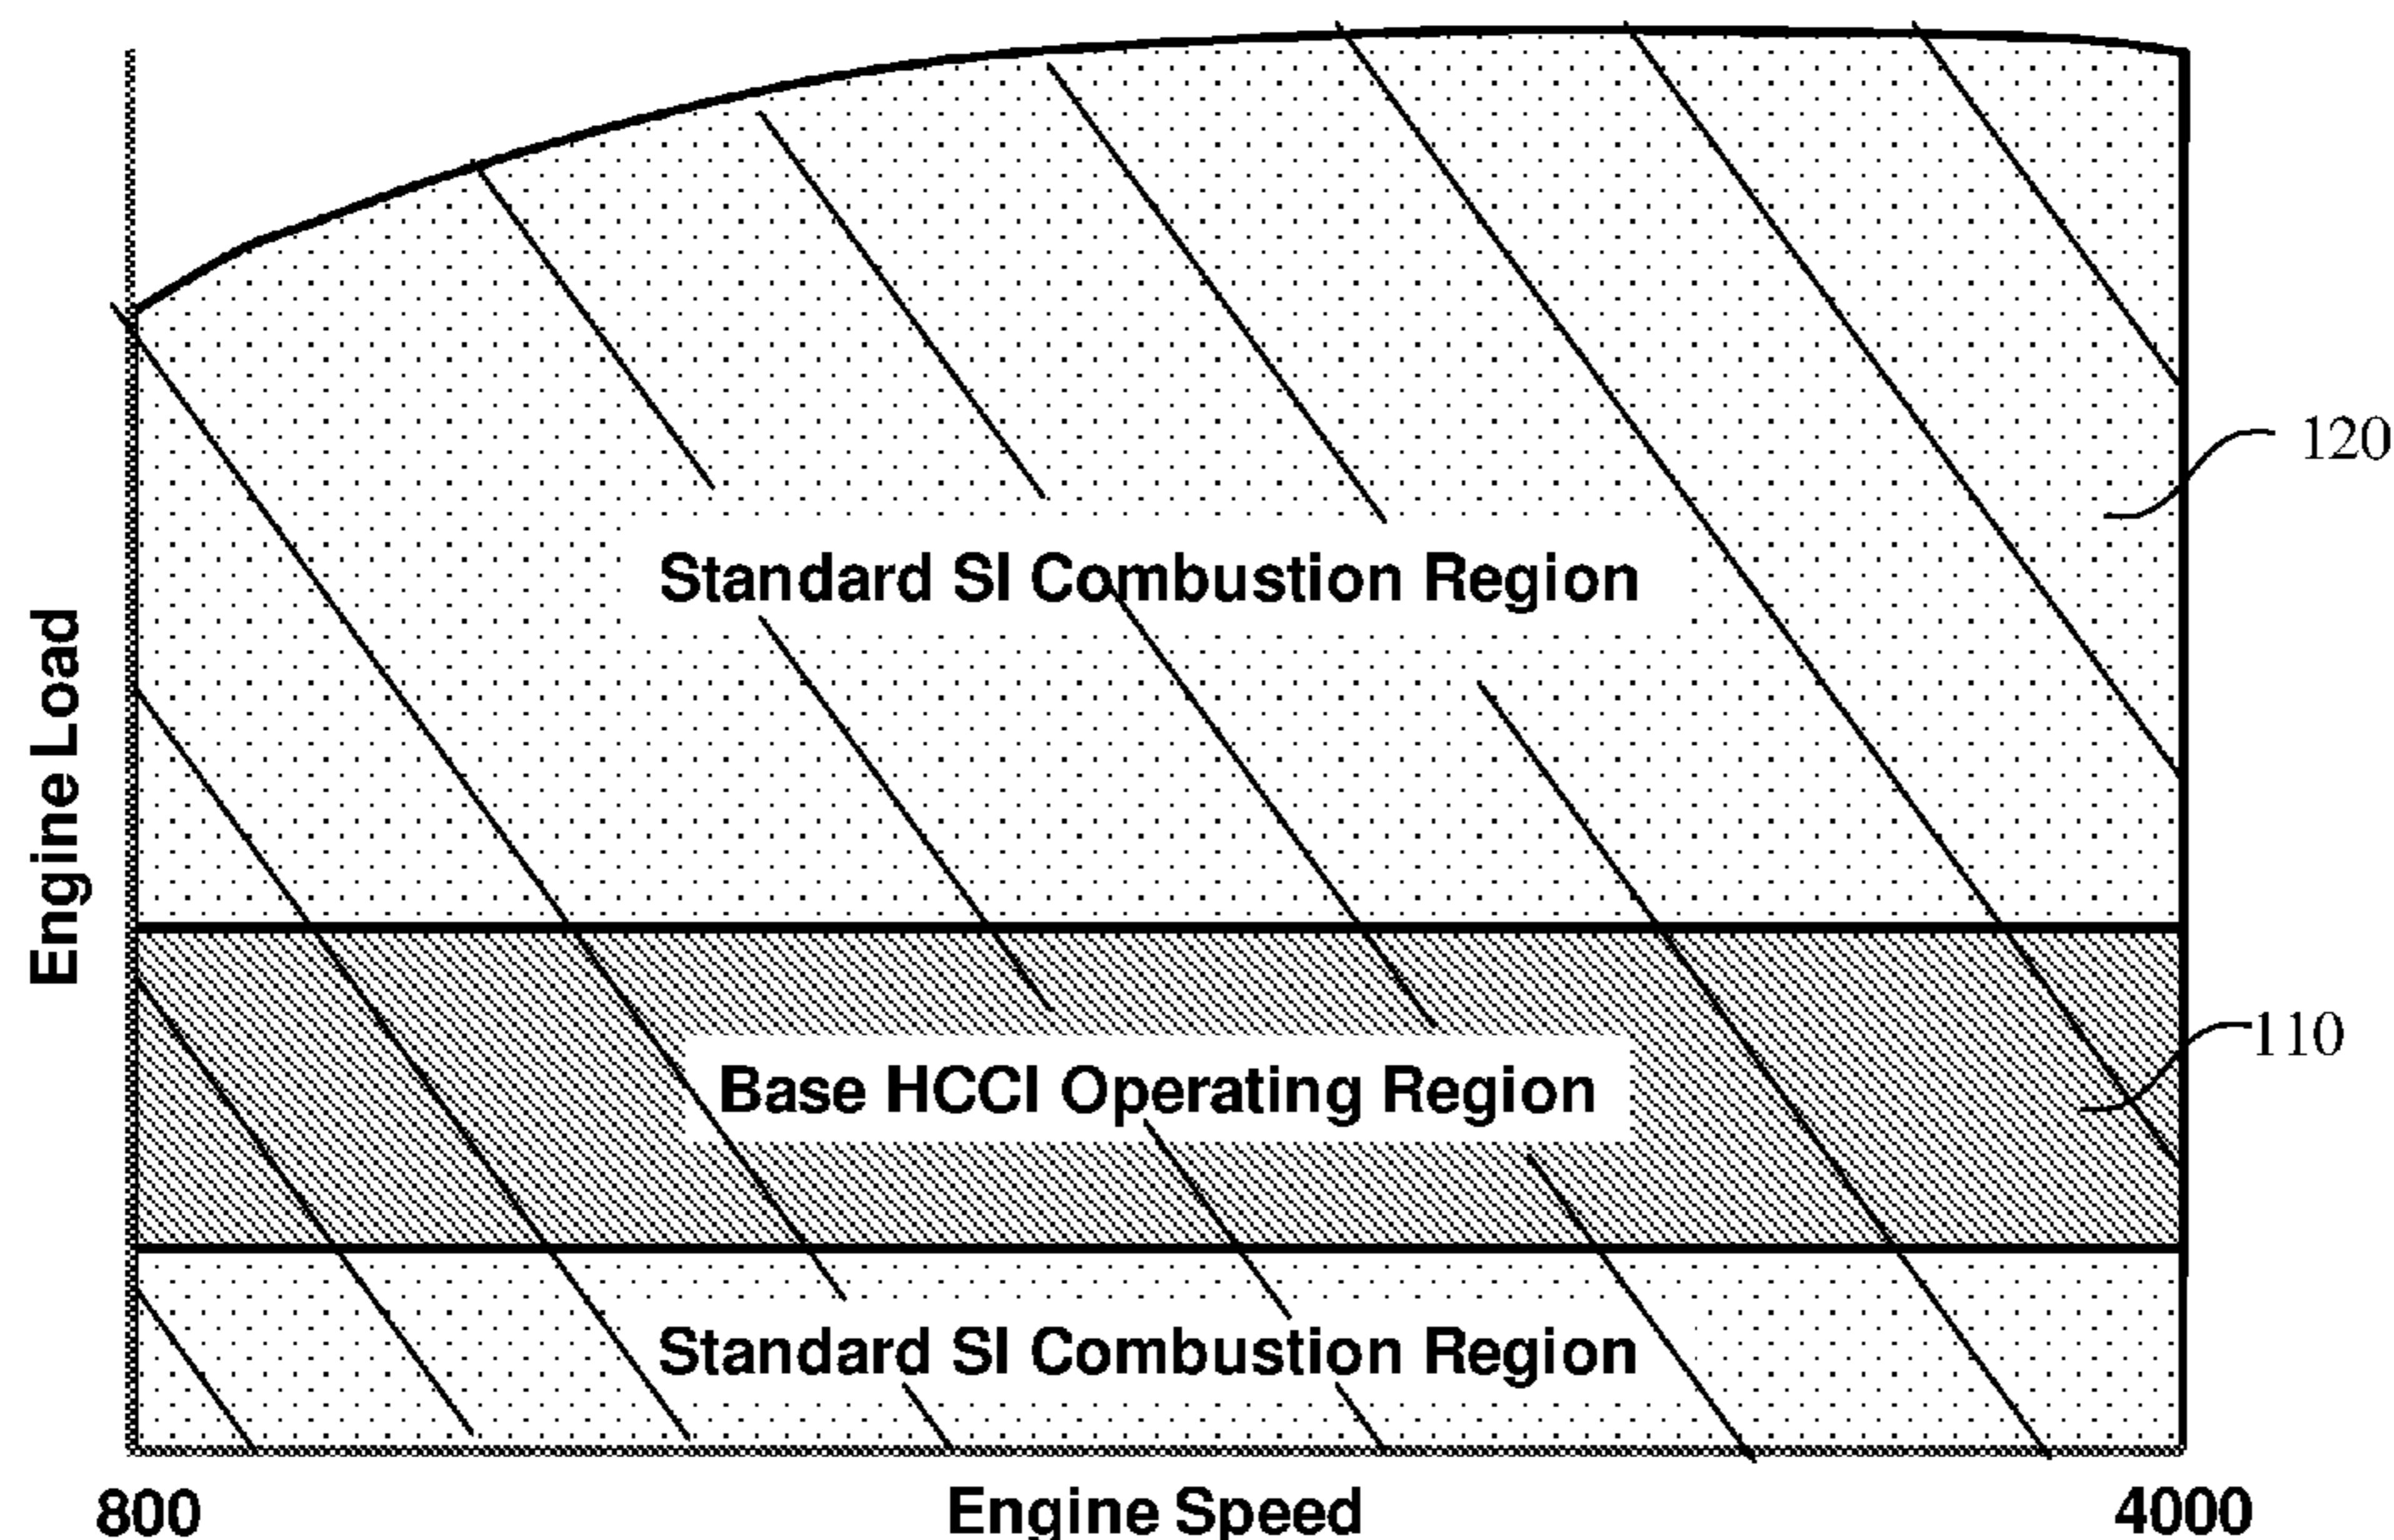 Standard SI Combustion Region
120
Engine Load
Base HCCI Operating Region
110
Standard SI Combustion Region
800
Engine Speed
4000